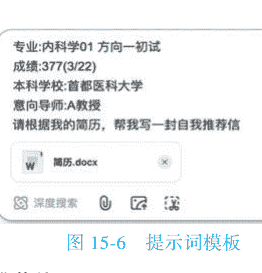 专业:内科学01 方向一初试
成绩:377(3/22)
本科学校:首都医科大学
意向导师:A教授
请根据我的简历，帮我写一封自我推荐信
W 简历.docx ×
深度搜索
图 15-6 提示词模板